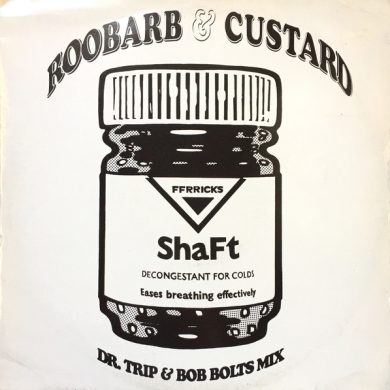 ROOBARB & CUSTARD
FFRRICKS
ShaFt
DECONGESTANT FOR COLDS
Eases breathing effectively
DR. TRIP & BOB BOLTS MIX